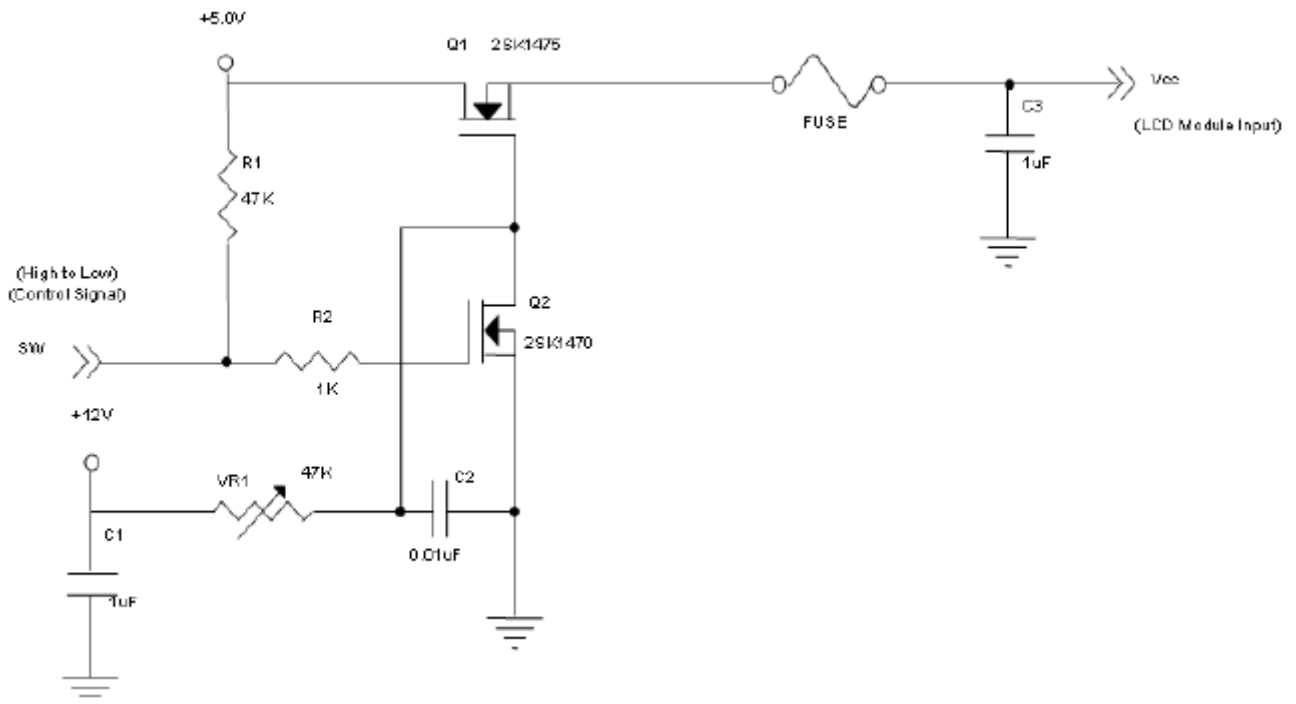 +5.0V
Q1 2SK1475
Vcc
FUSE
C3
(LCD Module Input)
R1
1uF
47K
(High to Low)
(Control Signal)
Q2
R2
2SK1470
SW
1K
+12V
47K
VR1
C2
C1
0.01uF
1uF